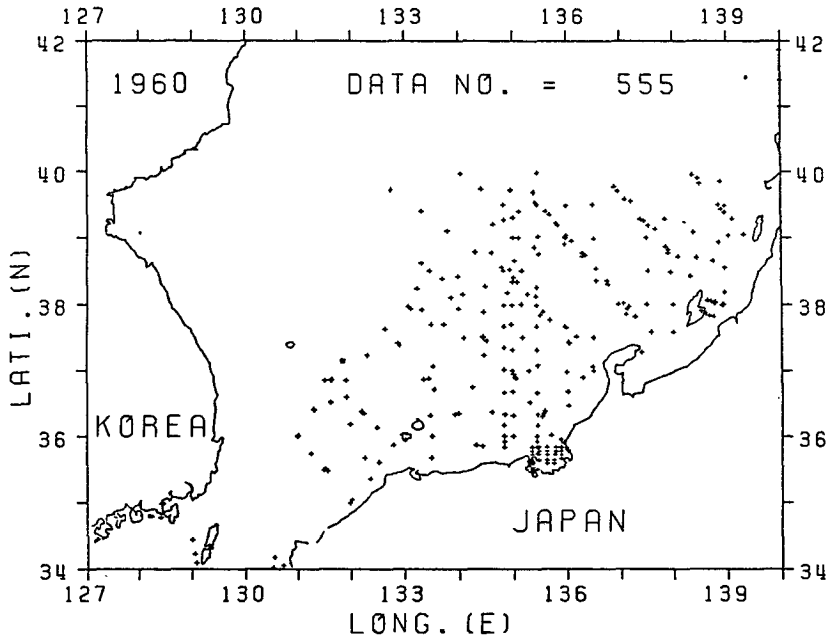 127 130 133 136 139
42 42
1960 DATA NO. = 555
40 40
38 38
36 36
34 34
LATI. (N)
KOREA
JAPAN
127 130 133 136 139
LONG. (E)